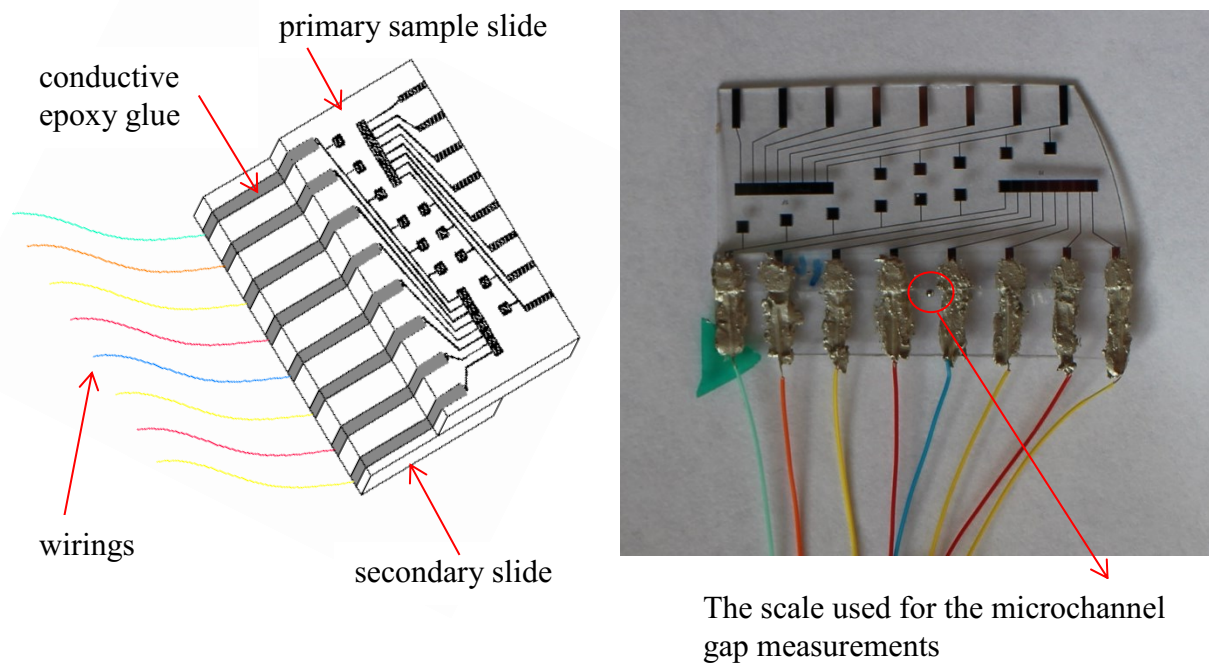 primary sample slide
conductive
epoxy glue
wirings
secondary slide
The scale used for the microchannel
gap measurements